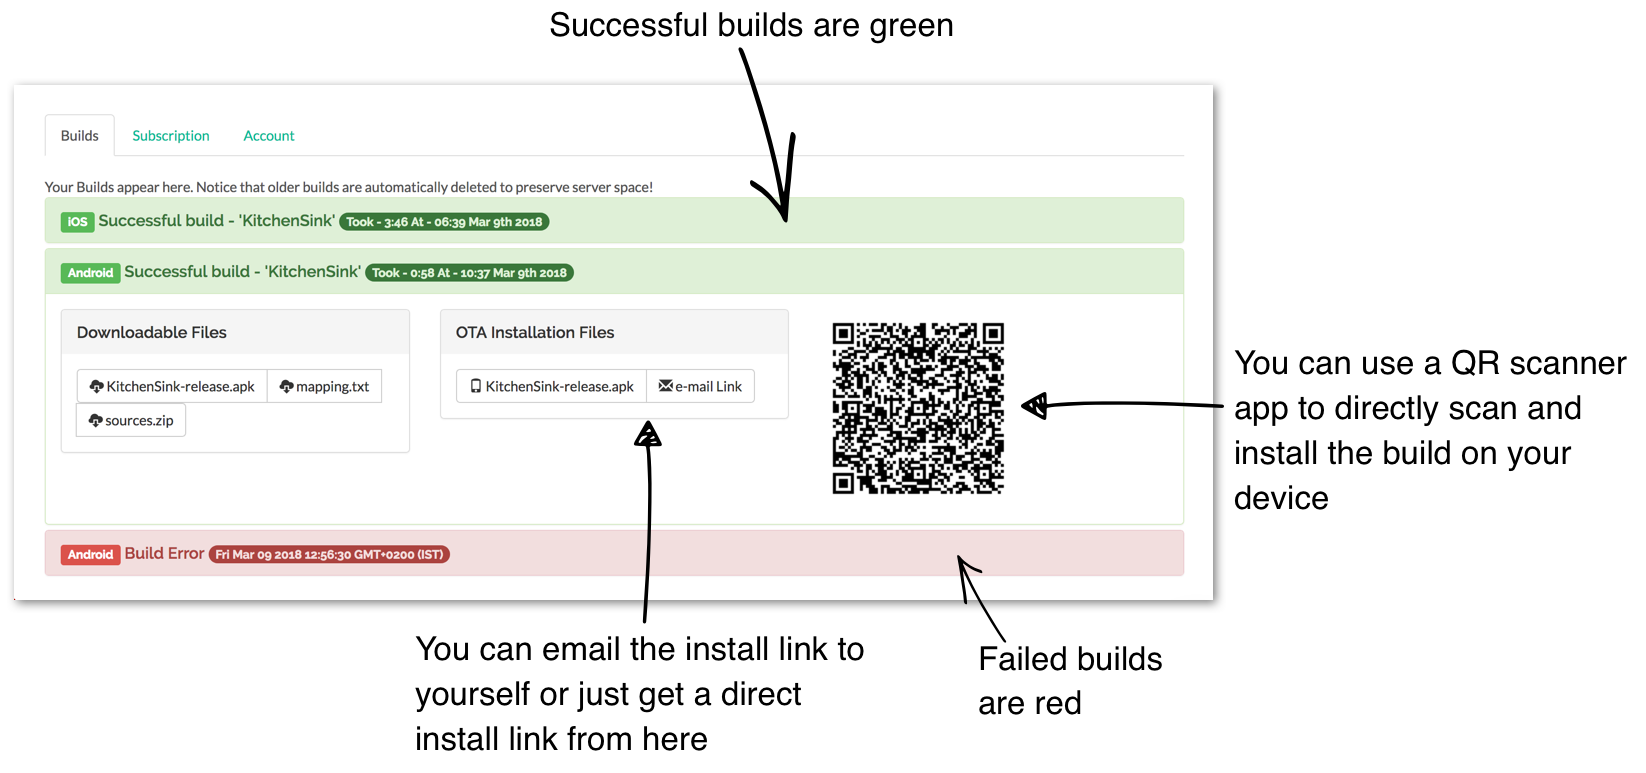 Successful builds are green
Builds Subscription Account
Your Builds appear here. Notice that older builds are automatically deleted to preserve server space!
iOS Successful build - 'KitchenSink' Took - 3:46 At - 06:39 Mar 9th 2018
Android Successful build - 'KitchenSink' Took - 0:58 At - 10:37 Mar 9th 2018
Downloadable Files
KitchenSink-release.apk mapping.txt
sources.zip
OTA Installation Files
KitchenSink-release.apk e-mail Link
You can use a QR scanner
app to directly scan and
install the build on your
device
Android Build Error Fri Mar 09 2018 12:56:30 GMT+0200 (IST)
You can email the install link to
yourself or just get a direct
install link from here
Failed builds
are red